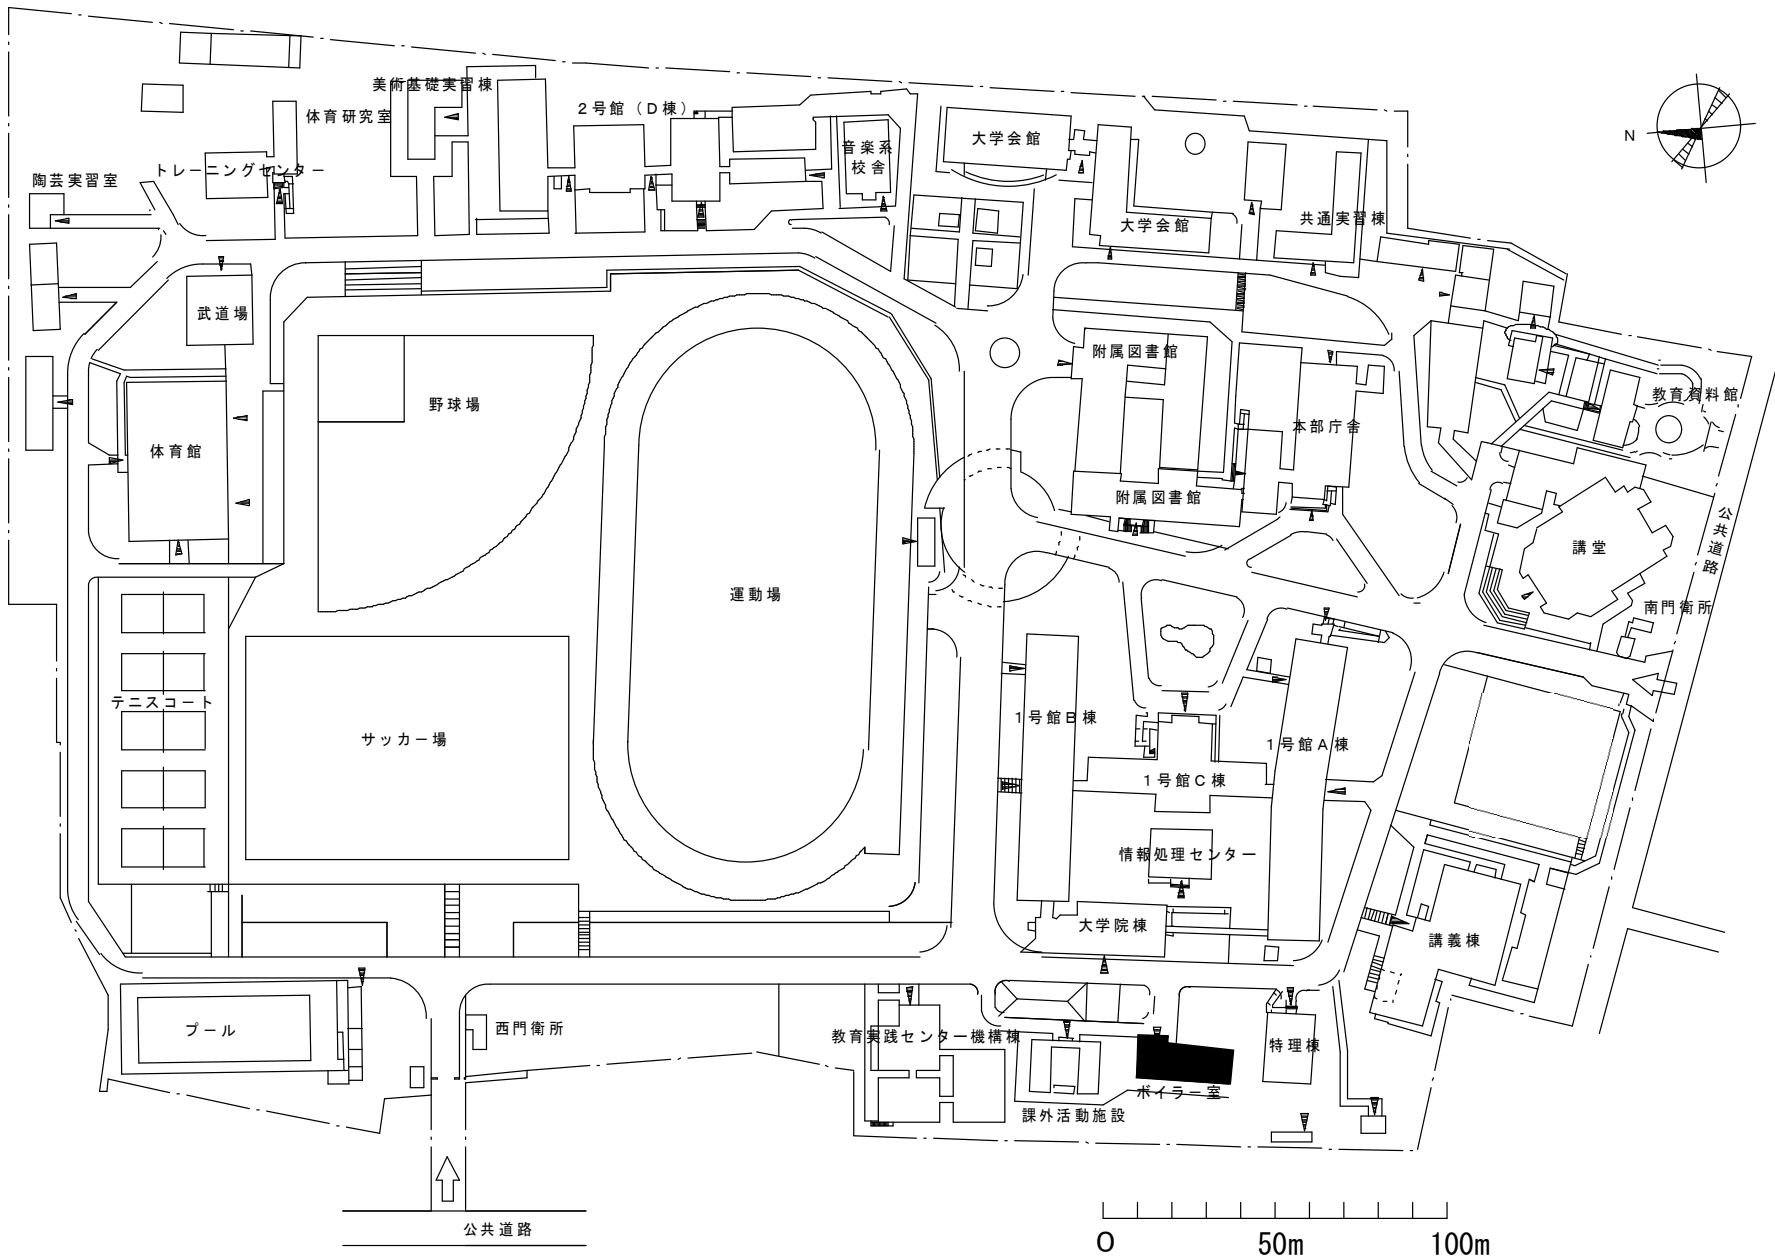 美術基礎実習棟
2号館(D棟)
体育研究室
大学会館
N
音楽系
校舎
トレーニングセンター
陶芸実習室
大学会館
共通実習棟
武道場
附属図書館
教育資料館
野球場
本部庁舎
体育館
附属図書館
公共道路
講堂
運動場
南門衛所
テニスコート
1号館B棟
サッカー場
1号館A棟
1号館C棟
情報処理センター
大学院棟
講義棟
プール
西門衛所
教育実践センター機構棟
特理棟
ボイラー室
課外活動施設
公共道路
0 50m 100m